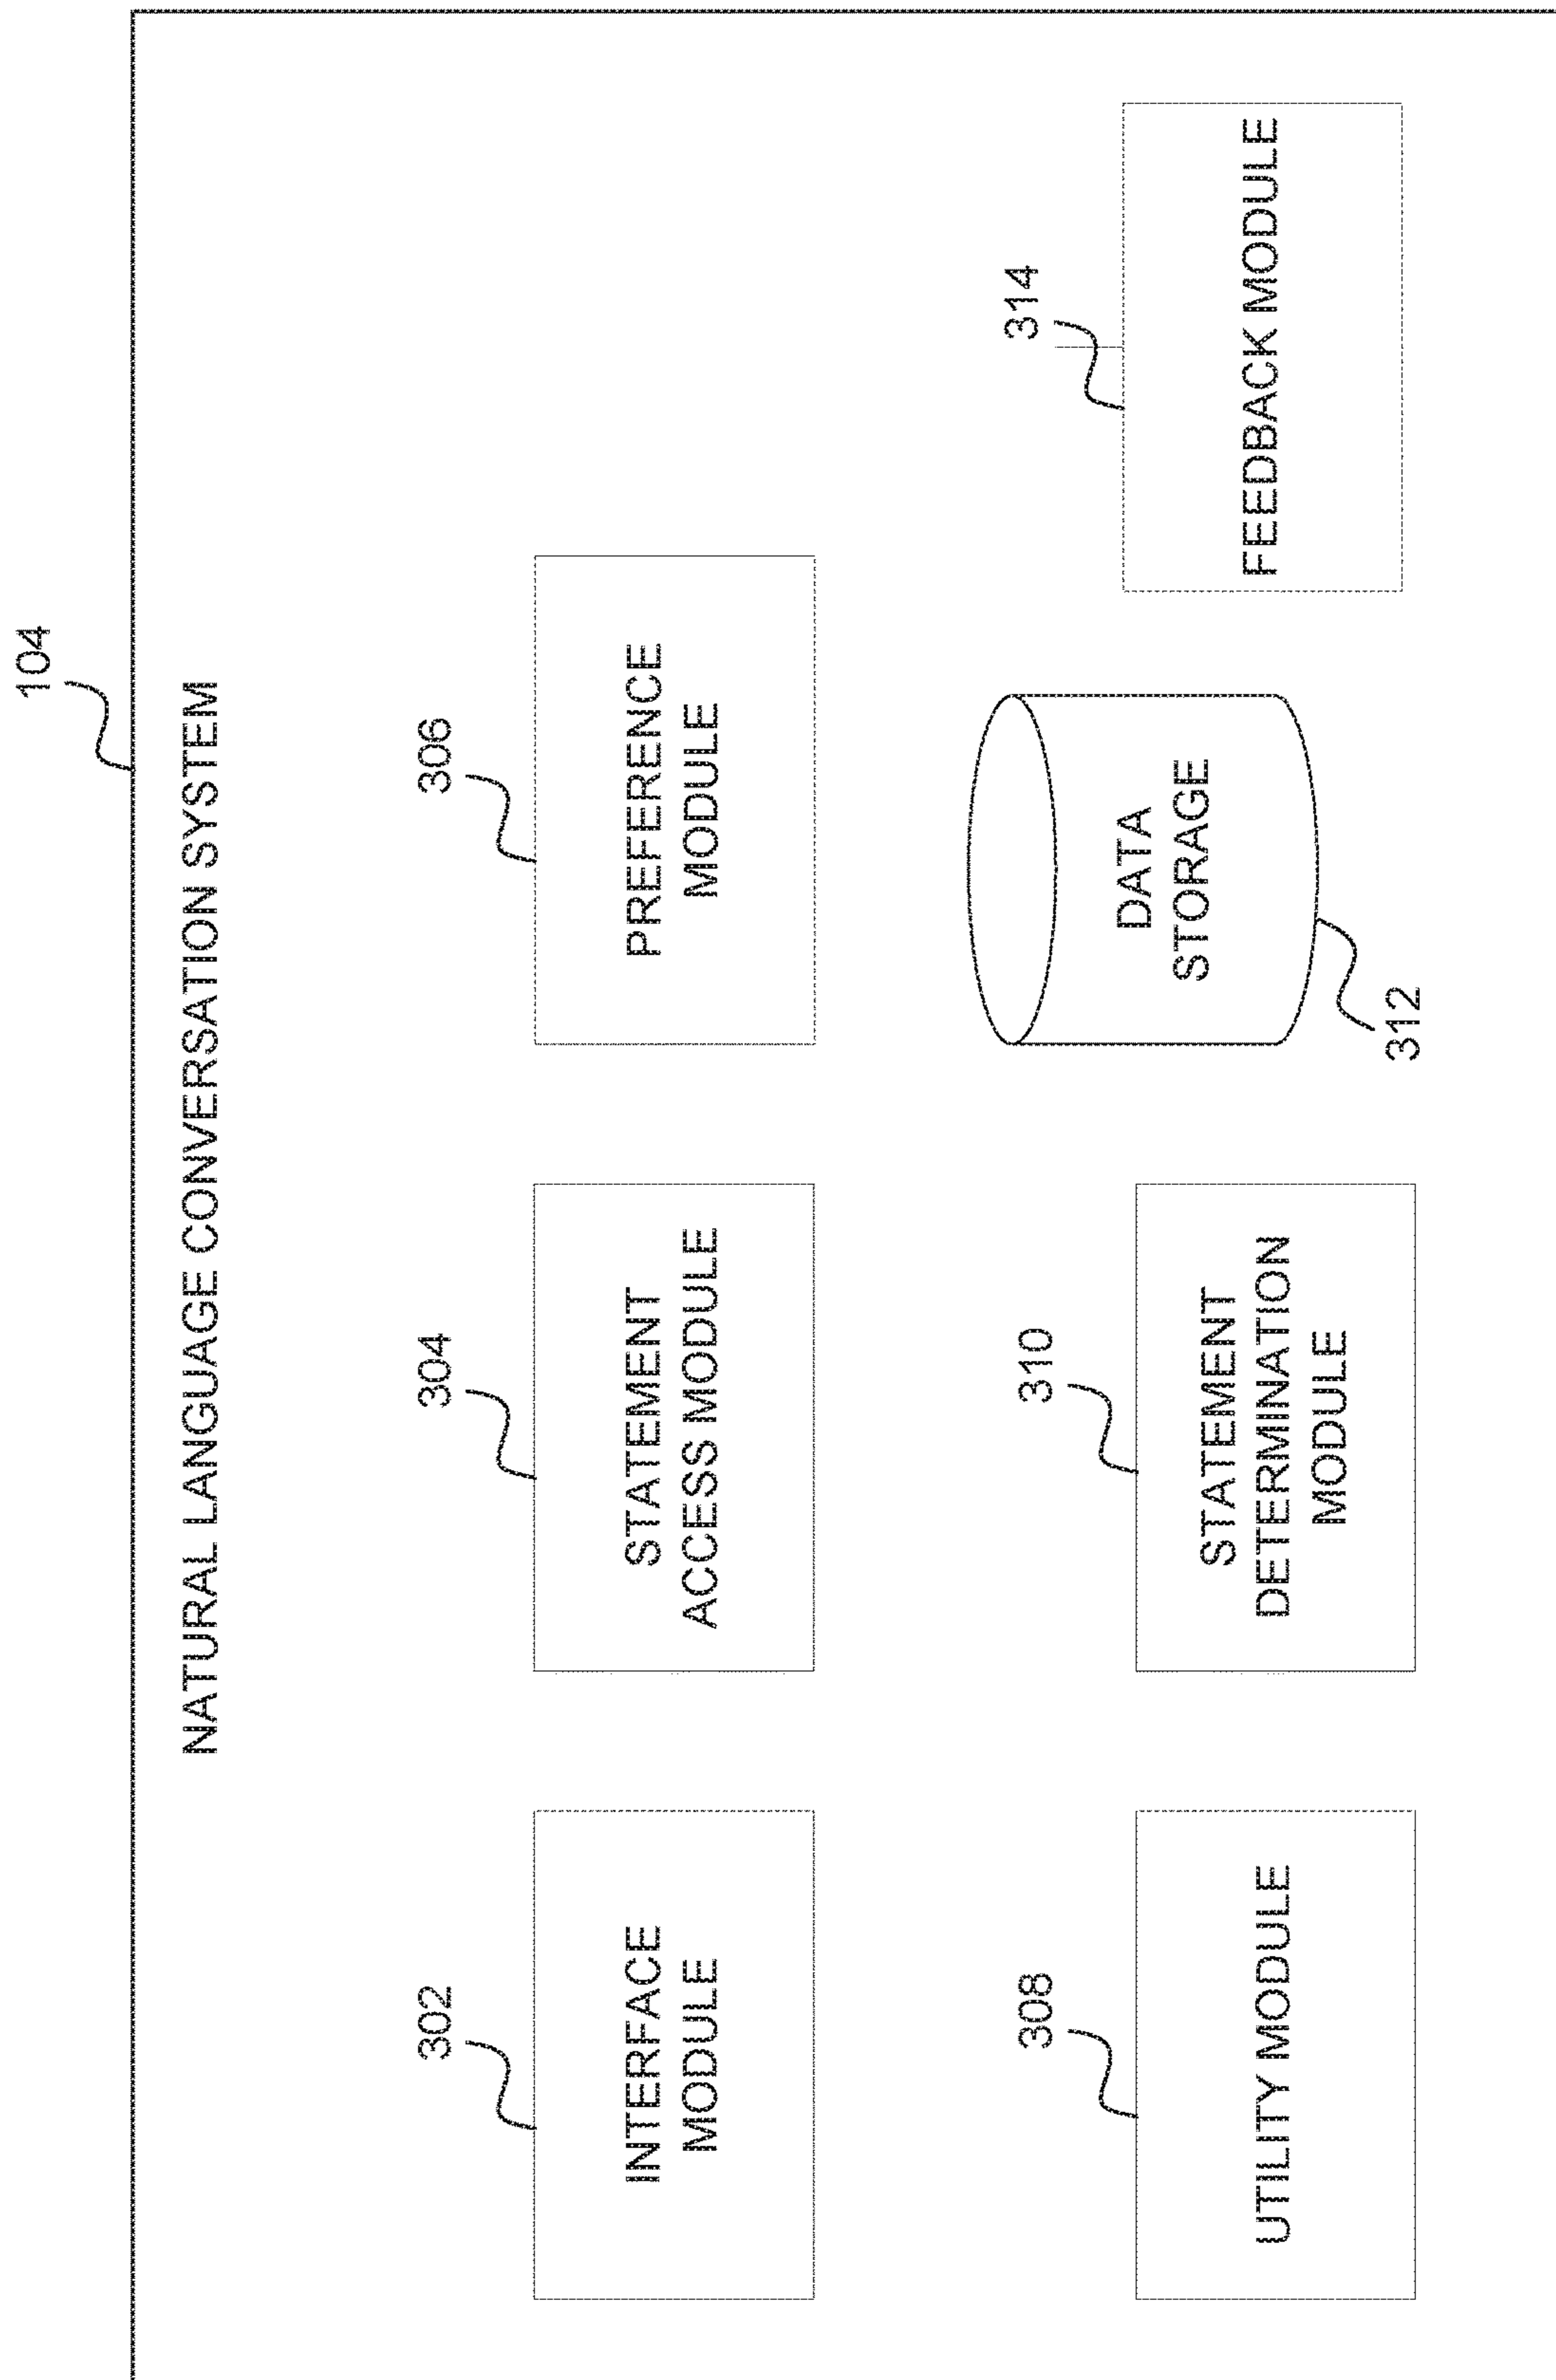 104
NATURAL LANGUAGE CONVERSATION SYSTEM
302
INTERFACE
MODULE
304
STATEMENT
ACCESS MODULE
306
PREFERENCE
MODULE
308
UTILITY MODULE
310
STATEMENT
DETERMINATION
MODULE
DATA
STORAGE
312
314
FEEDBACK MODULE